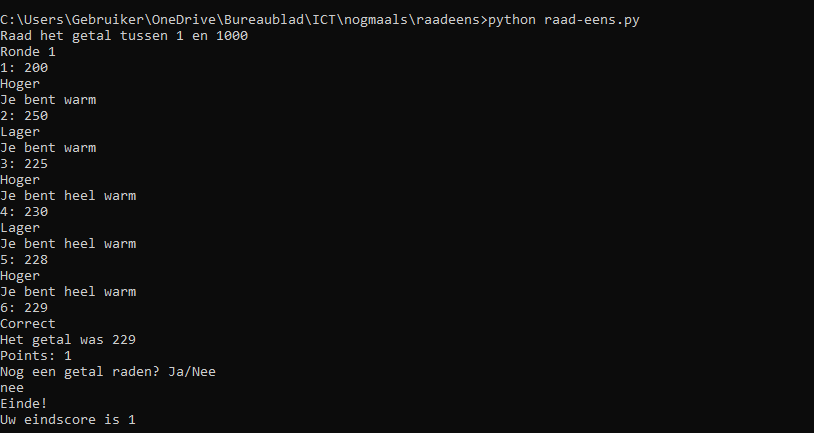 C:\Users\Gebruiker\OneDrive\Bureaublad\ICT\nogmaals\raadeens>python raad-eens.py
Raad het getal tussen 1 en 1000
Ronde 1
1: 200
Hoger
Je bent warm
2: 250
Lager
Je bent warm
3: 225
Hoger
Je bent heel warm
4: 230
Lager
Je bent heel warm
5: 228
Hoger
Je bent heel warm
6: 229
Correct
Het getal was 229
Points: 1
Nog een getal raden? Ja/Nee
nee
Einde!
Uw eindscore is 1